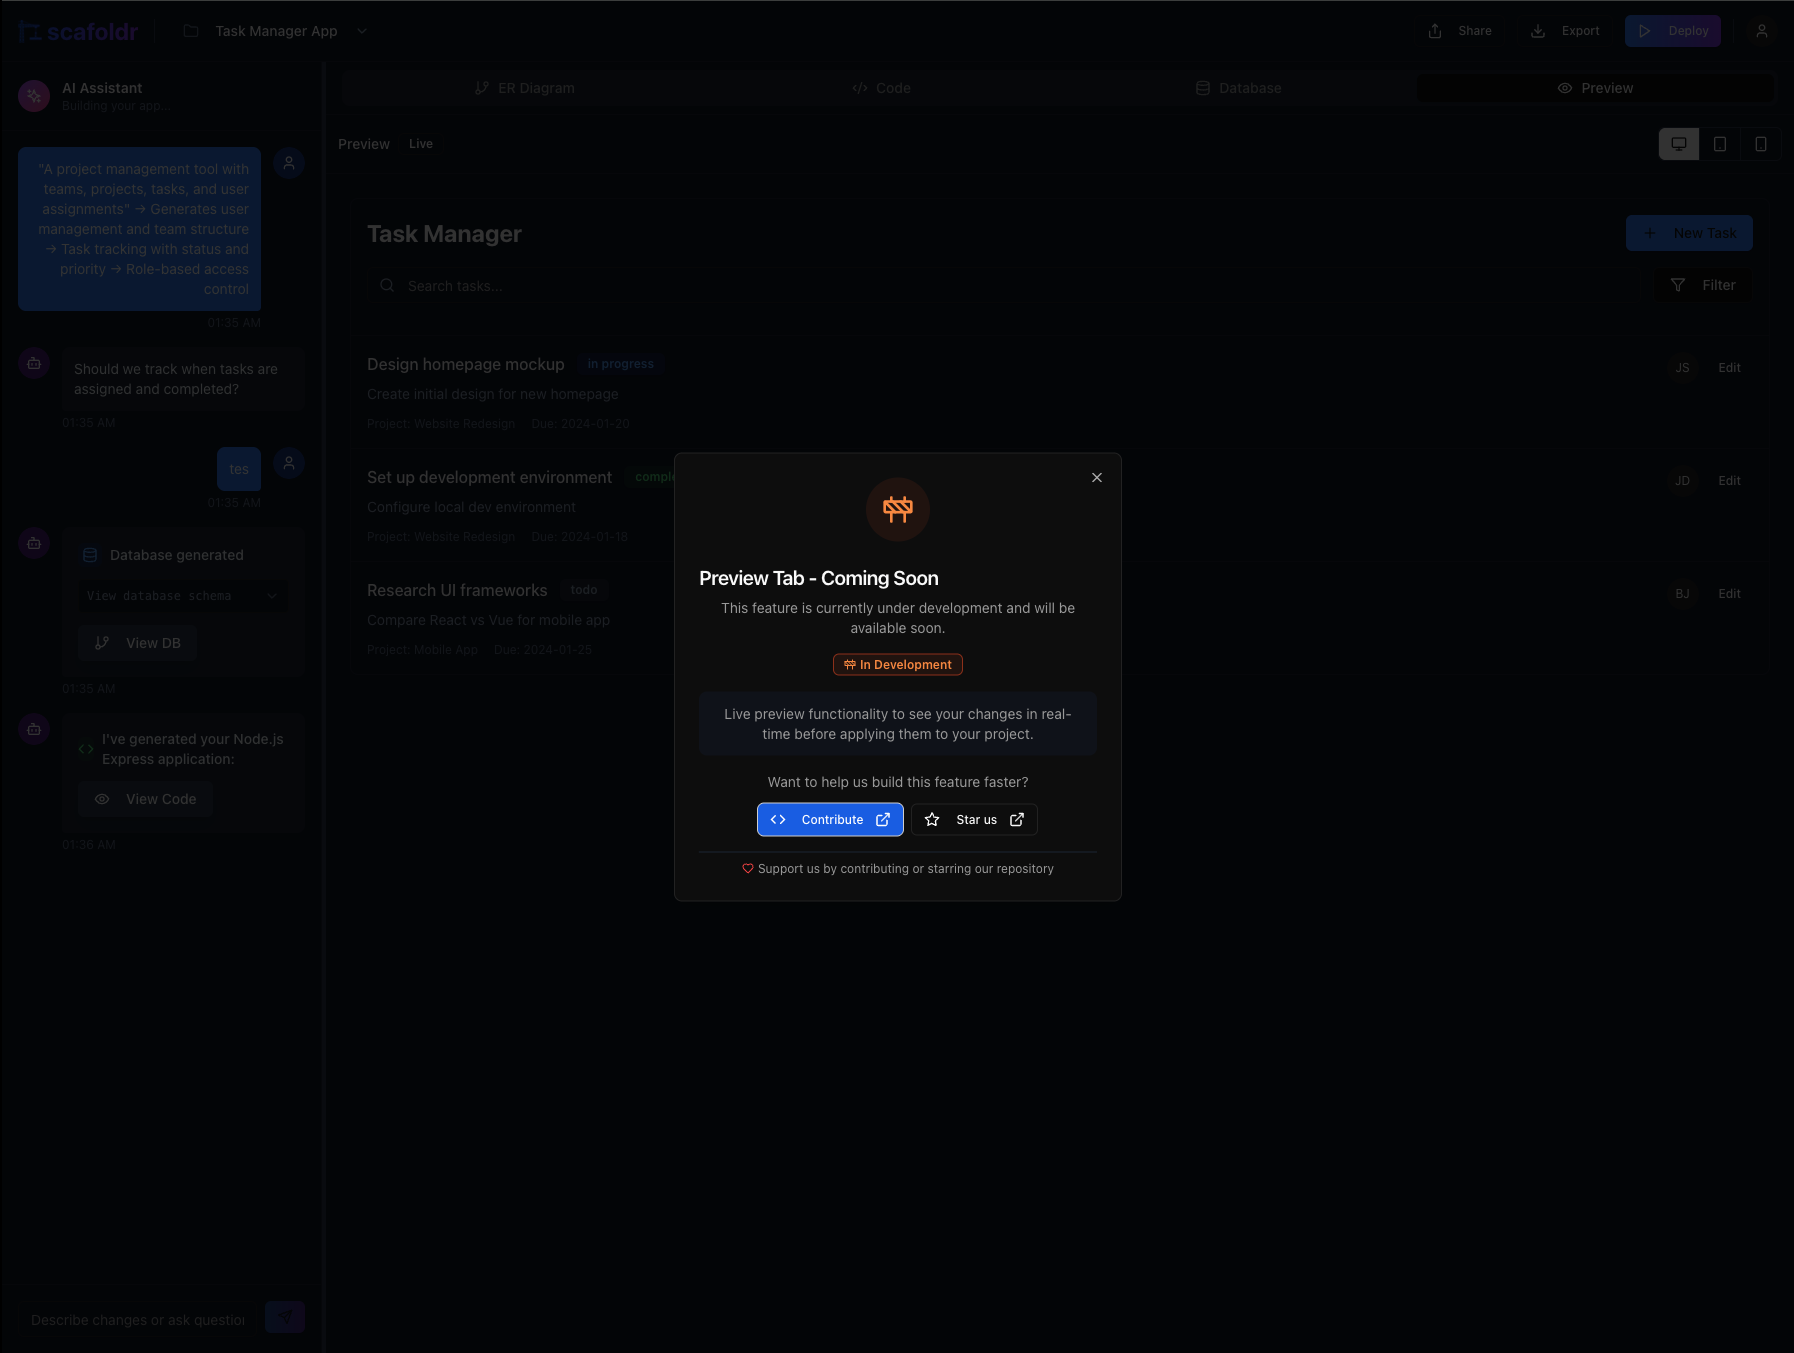 scafoldr
Task Manager App
Share
Export
Deploy
AI Assistant
Building your app...
ER Diagram
Code
Database
Preview
Preview
Live
"A project management tool with
teams, projects, tasks, and user
assignments" → Generates user
management and team structure
→ Task tracking with status and
priority → Role-based access
control
01:35 AM
Should we track when tasks are
assigned and completed?
01:35 AM
tes
01:35 AM
Database generated
View database schema
View DB
01:35 AM
I've generated your Node.js
Express application:
View Code
01:36 AM
Describe changes or ask question
Task Manager
New Task
Search tasks...
Filter
Design homepage mockup
in progress
Create initial design for new homepage
Project: Website Redesign Due: 2024-01-20
JS
Edit
Set up development environment
Configure local dev environment
Project: Website Redesign Due: 2024-01-18
JD
Edit
Research UI frameworks
todo
Compare React vs Vue for mobile app
Project: Mobile App Due: 2024-01-25
BJ
Edit
Preview Tab - Coming Soon
This feature is currently under development and will be
available soon.
In Development
Live preview functionality to see your changes in real-
time before applying them to your project.
Want to help us build this feature faster?
Contribute
Star us
Support us by contributing or starring our repository